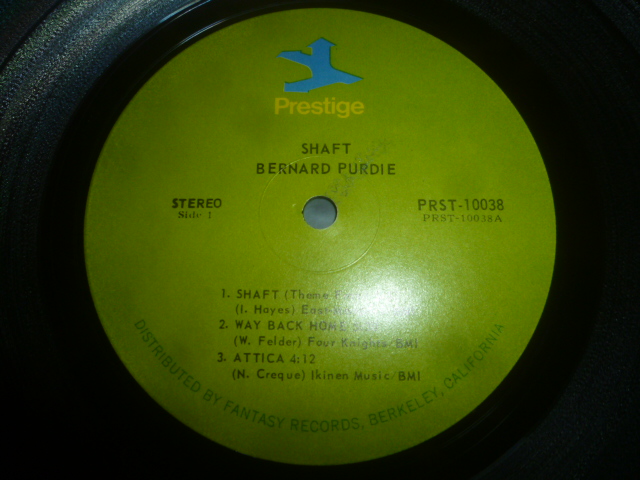 Prestige
SHAFT
BERNARD PURDIE
STEREO
Side 1
PRST-10038
PRST-10038A
1. SHAFT (Theme
(I. Hayes)
2. WAY BACK HOME
(W. Felder) Four Knights/BMI
3. ATTICA 4:12
(N. Creque) Ikinen Music/BMI
DISTRIBUTED BY FANTASY RECORDS, BERKELEY, CALIFORNIA